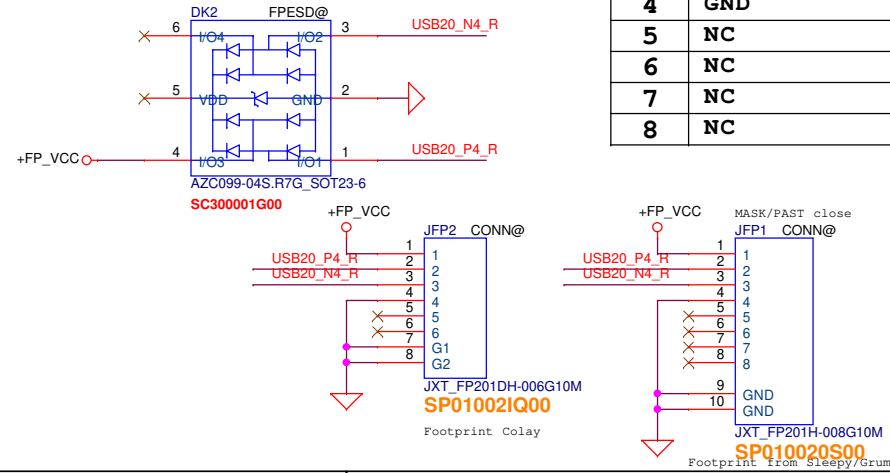 DK2 FPESD@
6 I/O4 I/O2 3 USB20_N4_R
5 VDD GND 2
+FP_VCC 4 I/O3 I/O1 1 USB20_P4_R
AZC099-04S.R7G_SOT23-6
SC300001G00
4 GND
5 NC
6 NC
7 NC
8 NC
+FP_VCC
JFP2 CONN@
1 1
USB20_P4_R 2 2
USB20_N4_R 3 3
4 4
5 5
6 6
7 G1
8 G2
JXT_FP201DH-006G10M
SP01002IQ00
Footprint Colay
+FP_VCC
MASK/PAST close
JFP1 CONN@
1 1
USB20_P4_R 2 2
USB20_N4_R 3 3
4 4
5 5
6 6
7 7
8 8
9 GND
10 GND
JXT_FP201H-008G10M
SP010020S00
Footprint from Sleepy/Grum